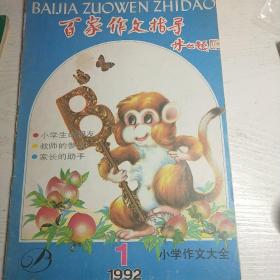 BAIJIA ZUOWEN ZHIDAO
百家作文指导
小学生的朋友
教师的参
家长的助手
B
1
小学作文大全
1992